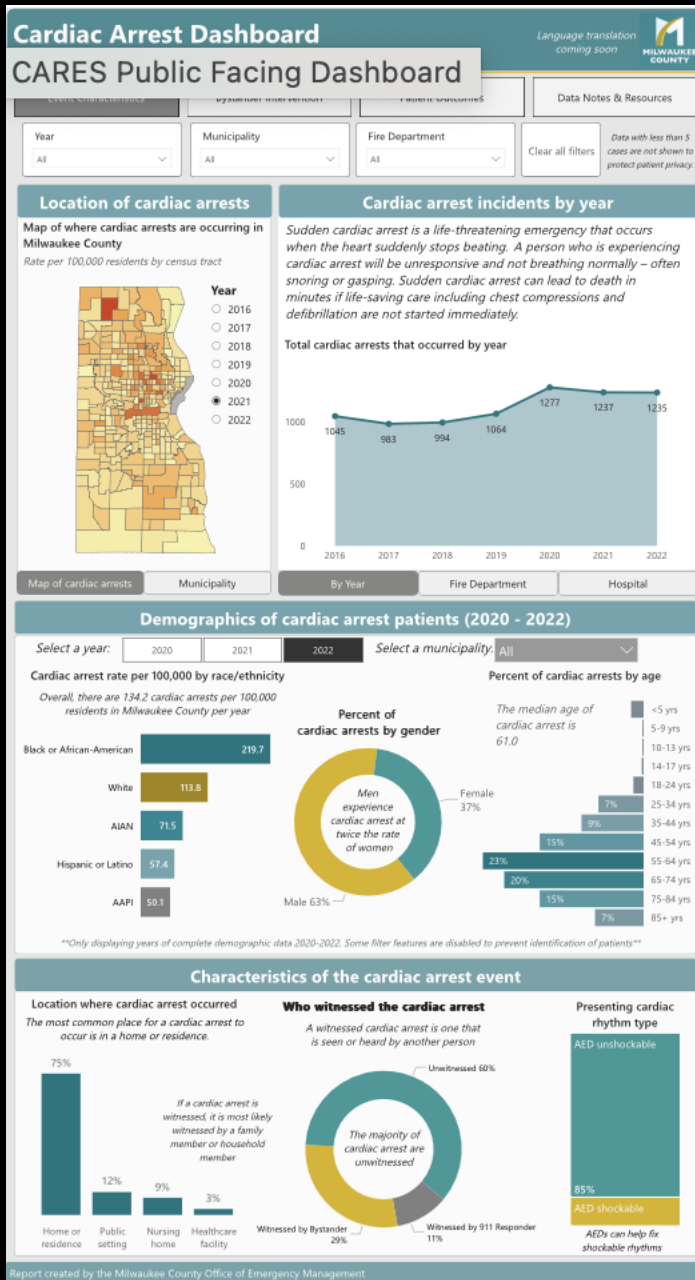 Cardiac Arrest Dashboard
Language translation
coming soon
MILWAUKEE
COUNTY
CARES Public Facing Dashboard
Event Characteristics
Bystander Intervention
Patient Outcomes
Data Notes & Resources
Year
All
Municipality
All
Fire Department
All
Clear all filters
Data with less than 5
cases are not shown to
protect patient privacy.
Location of cardiac arrests
Map of where cardiac arrests are occurring in
Milwaukee County
Rate per 100,000 residents by census tract
Year
2016
2017
2018
2019
2020
2021
2022
Map of cardiac arrests
Municipality
Cardiac arrest incidents by year
Sudden cardiac arrest is a life-threatening emergency that occurs
when the heart suddenly stops beating. A person who is experiencing
cardiac arrest will be unresponsive and not breathing normally – often
snoring or gasping. Sudden cardiac arrest can lead to death in
minutes if life-saving care including chest compressions and
defibrillation are not started immediately.
Total cardiac arrests that occurred by year
1000
500
0
1045
983
994
1064
1277
1237
1235
2016
2017
2018
2019
2020
2021
2022
By Year
Fire Department
Hospital
Demographics of cardiac arrest patients (2020 - 2022)
Select a year:
2020
2021
2022
Select a municipality:
All
Cardiac arrest rate per 100,000 by race/ethnicity
Overall, there are 134.2 cardiac arrests per 100,000
residents in Milwaukee County per year
Black or African-American
219.7
White
113.8
AIAN
71.5
Hispanic or Latino
57.4
AAPI
50.1
Percent of
cardiac arrests by gender
Men
experience
cardiac arrest at
twice the rate
of women
Female
37%
Male 63%
Percent of cardiac arrests by age
The median age of
cardiac arrest is
61.0
<5 yrs
5-9 yrs
10-13 yrs
14-17 yrs
18-24 yrs
7%
25-34 yrs
9%
35-44 yrs
15%
45-54 yrs
23%
55-64 yrs
20%
65-74 yrs
15%
75-84 yrs
7%
85+ yrs
**Only displaying years of complete demographic data 2020-2022. Some filter features are disabled to prevent identification of patients**
Characteristics of the cardiac arrest event
Location where cardiac arrest occurred
The most common place for a cardiac arrest to
occur is in a home or residence.
75%
12%
9%
3%
Home or
residence
Public
setting
Nursing
home
Healthcare
facility
Who witnessed the cardiac arrest
A witnessed cardiac arrest is one that
is seen or heard by another person
If a cardiac arrest is
witnessed, it is most likely
witnessed by a family
member or household
member
The majority of
cardiac arrest are
unwitnessed
Unwitnessed 60%
Witnessed by Bystander
29%
Witnessed by 911 Responder
11%
Presenting cardiac
rhythm type
AED unshockable
85%
AED shockable
AEDs can help fix
shockable rhythms
Report created by the Milwaukee County Office of Emergency Management